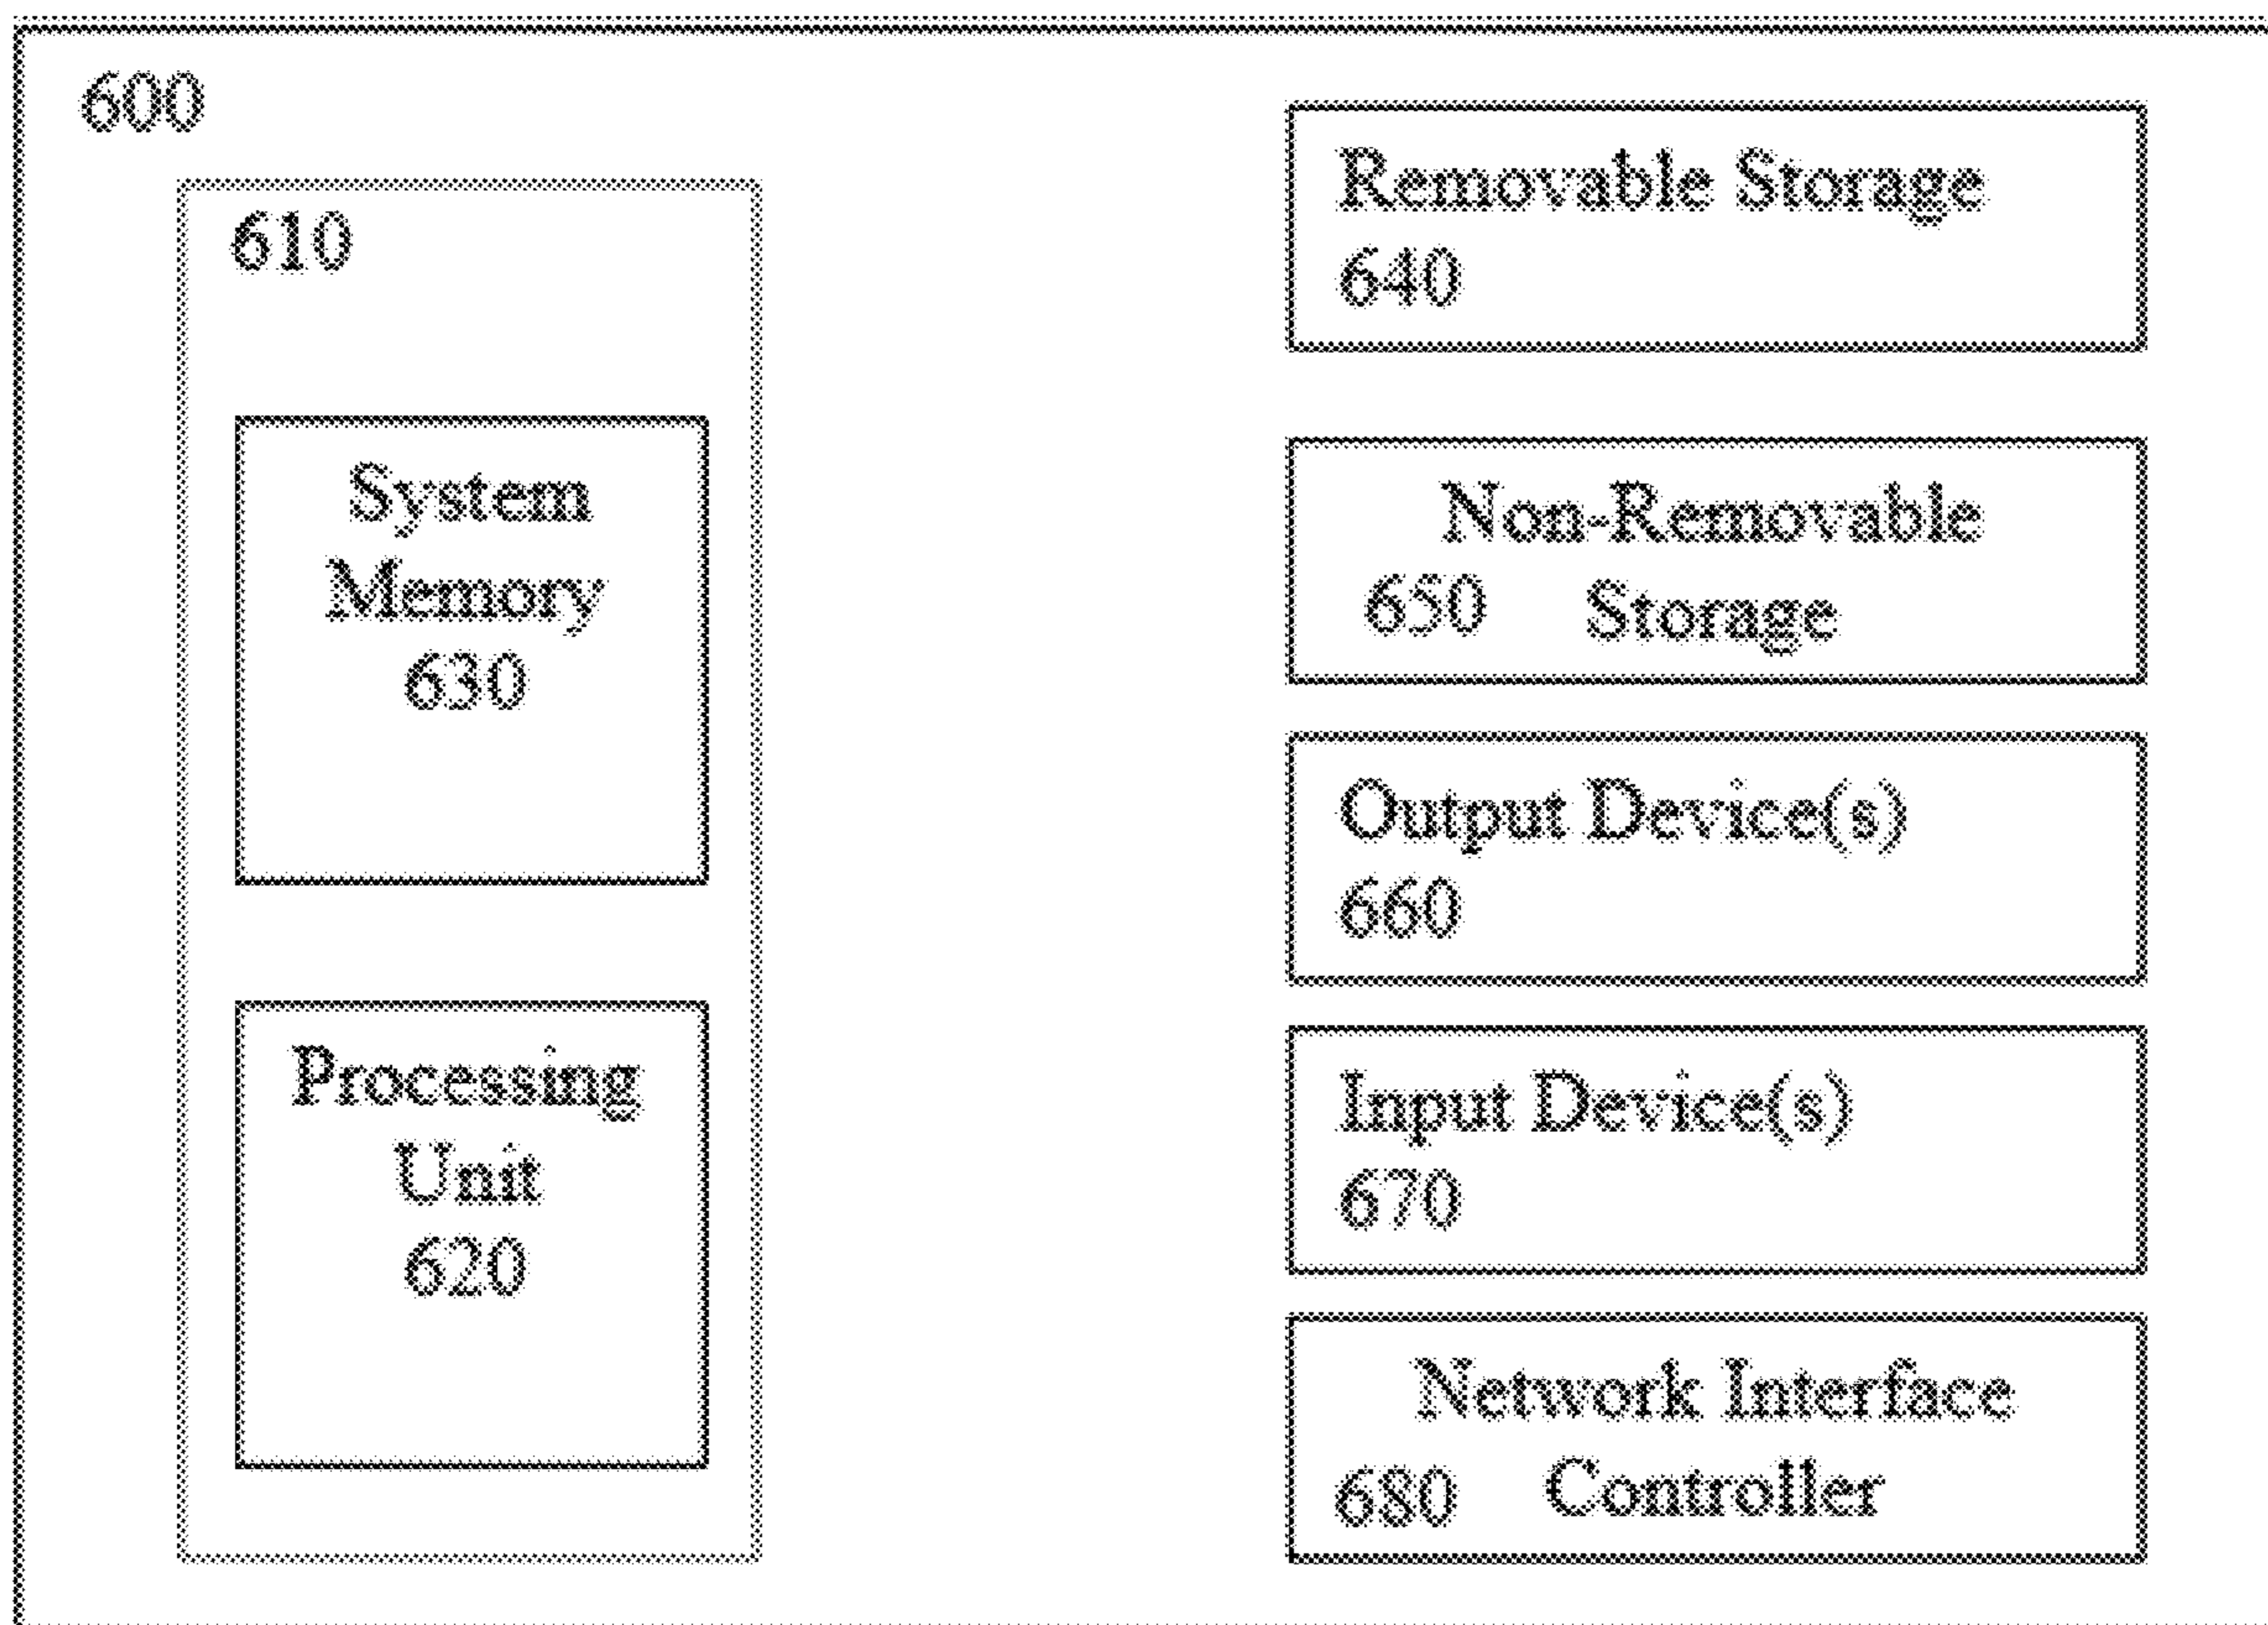 600
610
System
Memory
630
Processing
Unit
620
Removable Storage
640
Non-Removable
650 Storage
Output Device(s)
660
Input Device(s)
670
Network Interface
680 Controller